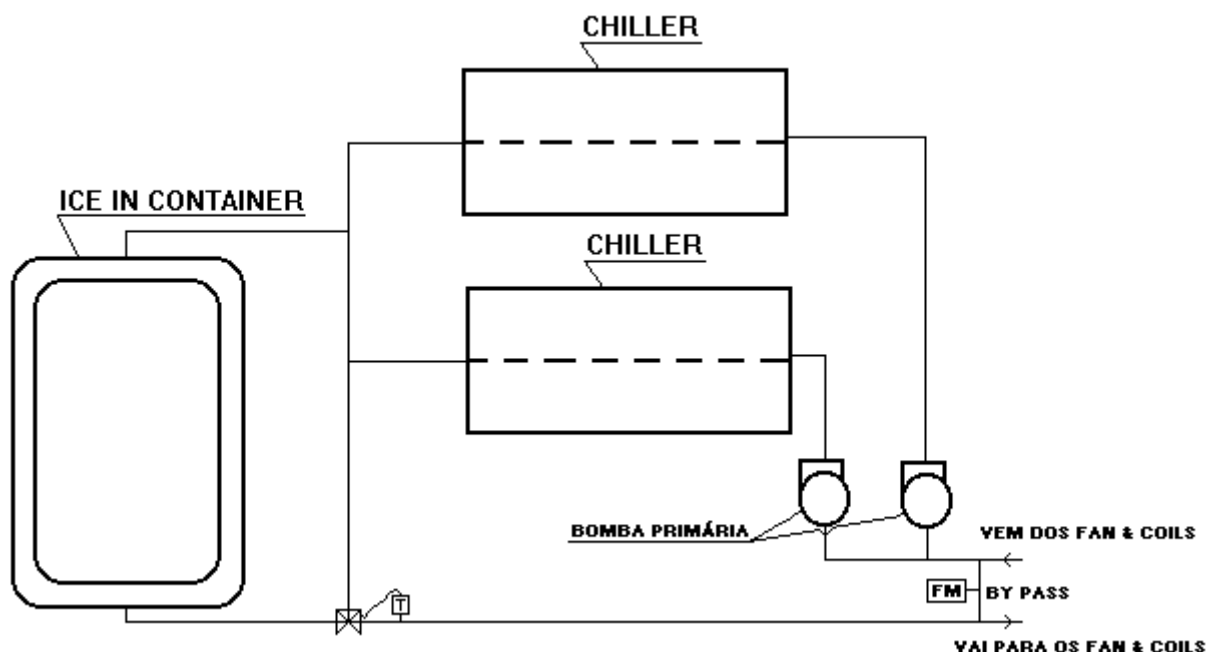 CHILLER
ICE IN CONTAINER
CHILLER
BOMBA PRIMÁRIA
VEM DOS FAN & COILS
FM
BY PASS
T
VAI PARA OS FAN & COILS